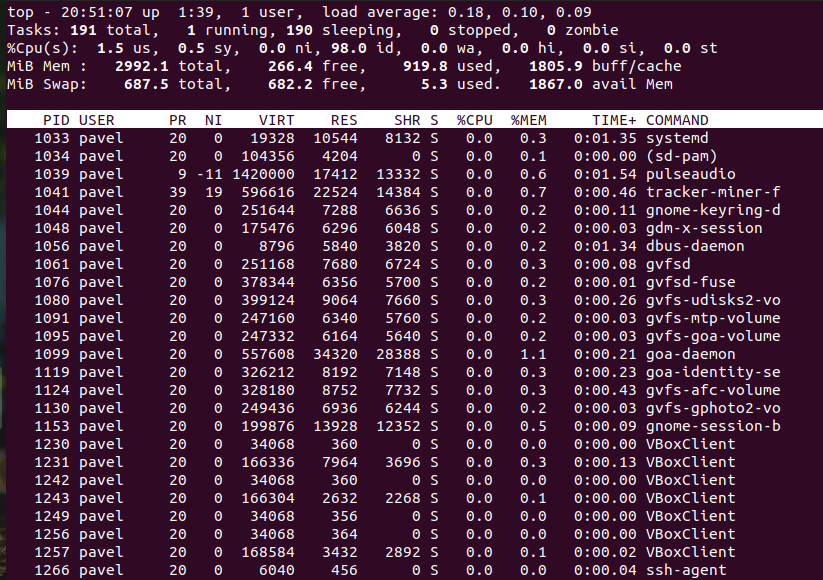 top - 20:51:07 up  1:39,  1 user,  load average: 0.18, 0.10, 0.09
Tasks: 191 total,   1 running, 190 sleeping,   0 stopped,   0 zombie
%Cpu(s):  1.5 us,  0.5 sy,  0.0 ni, 98.0 id,  0.0 wa,  0.0 hi,  0.0 si,  0.0 st
MiB Mem :   2992.1 total,    266.4 free,    919.8 used,   1805.9 buff/cache
MiB Swap:    687.5 total,    682.2 free,      5.3 used.   1867.0 avail Mem
    PID USER      PR  NI    VIRT    RES    SHR S  %CPU  %MEM     TIME+ COMMAND
   1033 pavel     20   0   19328  10544   8132 S   0.0   0.3   0:01.35 systemd
   1034 pavel     20   0  104356   4204      0 S   0.0   0.1   0:00.00 (sd-pam)
   1039 pavel      9 -11 1420000  17412  13332 S   0.0   0.6   0:01.54 pulseaudio
   1041 pavel     39  19  596616  22524  14384 S   0.0   0.7   0:00.46 tracker-miner-f
   1044 pavel     20   0  251644   7288   6636 S   0.0   0.2   0:00.11 gnome-keyring-d
   1048 pavel     20   0  175476   6296   6048 S   0.0   0.2   0:00.03 gdm-x-session
   1056 pavel     20   0    8796   5840   3820 S   0.0   0.2   0:01.34 dbus-daemon
   1061 pavel     20   0  251168   7680   6724 S   0.0   0.3   0:00.08 gvfsd
   1076 pavel     20   0  378344   6356   5700 S   0.0   0.2   0:00.01 gvfsd-fuse
   1080 pavel     20   0  399124   9064   7660 S   0.0   0.3   0:00.26 gvfs-udisks2-vo
   1091 pavel     20   0  247160   6340   5760 S   0.0   0.2   0:00.03 gvfs-mtp-volume
   1095 pavel     20   0  247332   6164   5640 S   0.0   0.2   0:00.03 gvfs-goa-volume
   1099 pavel     20   0  557608  34320  28388 S   0.0   1.1   0:00.21 goa-daemon
   1119 pavel     20   0  326212   8192   7148 S   0.0   0.3   0:00.23 goa-identity-se
   1124 pavel     20   0  328180   8752   7732 S   0.0   0.3   0:00.43 gvfs-afc-volume
   1130 pavel     20   0  249436   6936   6244 S   0.0   0.2   0:00.03 gvfs-gphoto2-vo
   1153 pavel     20   0  199876  13928  12352 S   0.0   0.5   0:00.09 gnome-session-b
   1230 pavel     20   0   34068    360      0 S   0.0   0.0   0:00.00 VBoxClient
   1231 pavel     20   0  166336   7964   3696 S   0.0   0.3   0:00.13 VBoxClient
   1242 pavel     20   0   34068    360      0 S   0.0   0.0   0:00.00 VBoxClient
   1243 pavel     20   0  166304   2632   2268 S   0.0   0.1   0:00.00 VBoxClient
   1249 pavel     20   0   34068    356      0 S   0.0   0.0   0:00.00 VBoxClient
   1256 pavel     20   0   34068    364      0 S   0.0   0.0   0:00.00 VBoxClient
   1257 pavel     20   0  168584   3432   2892 S   0.0   0.1   0:00.02 VBoxClient
   1266 pavel     20   0    6040    456      0 S   0.0   0.0   0:00.04 ssh-agent